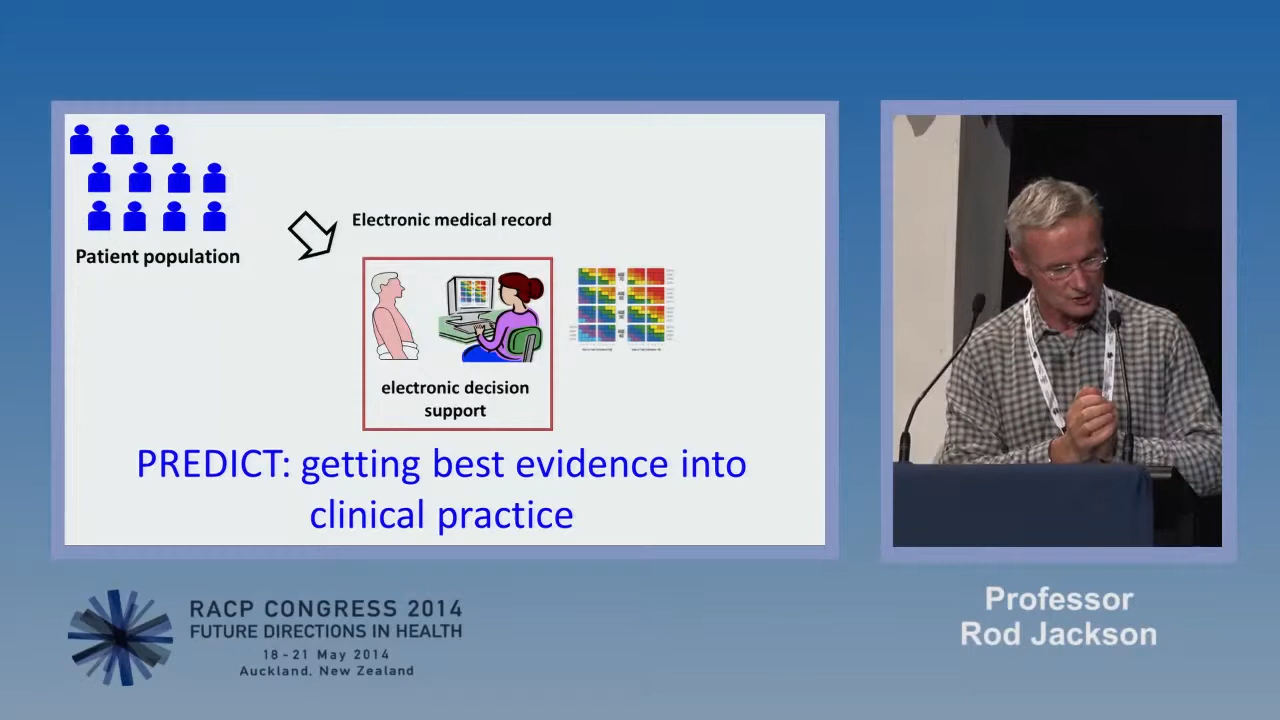 Patient population
Electronic medical record
electronic decision
support
PREDICT: getting best evidence into
clinical practice
RACP CONGRESS 2014
FUTURE DIRECTIONS IN HEALTH
18 - 21 May 2014
Auckland, New Zealand
Professor
Rod Jackson